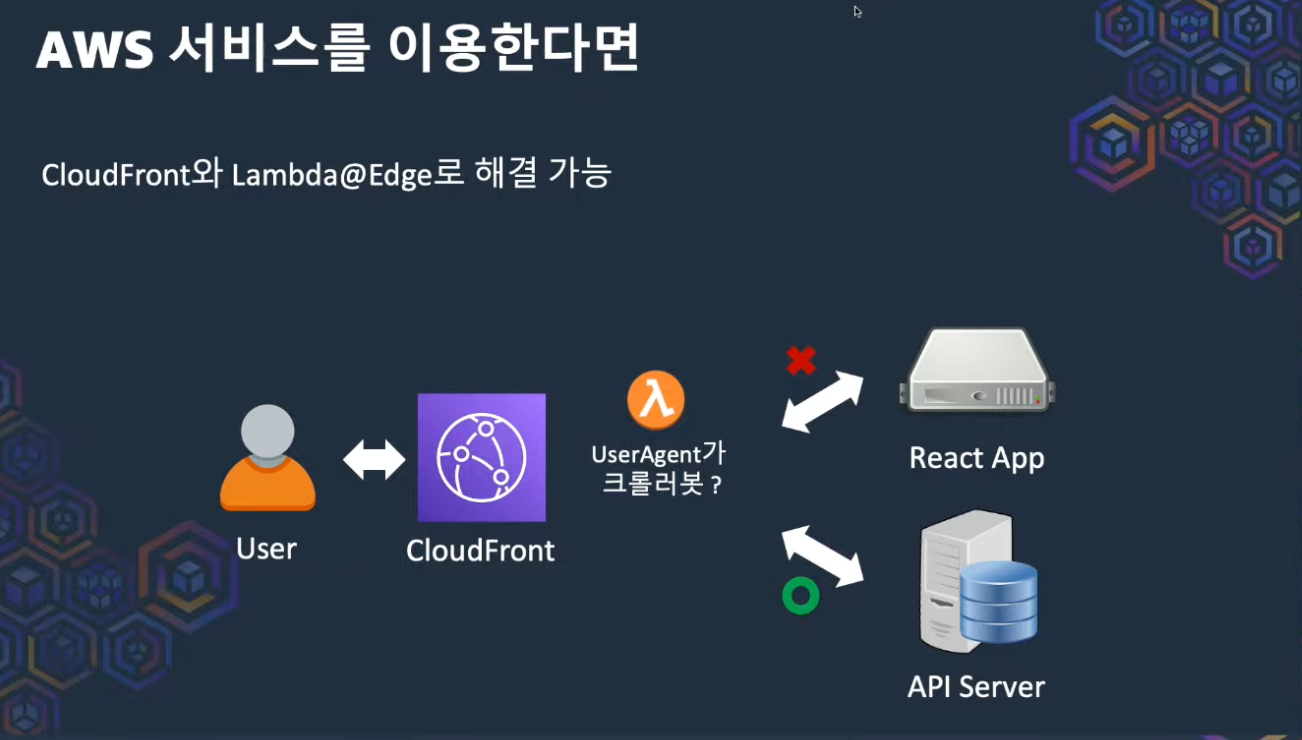 AWS 서비스를 이용한다면
CloudFront와 Lambda@Edge로 해결 가능
UserAgent가
크롤러봇 ?
React App
User
CloudFront
API Server